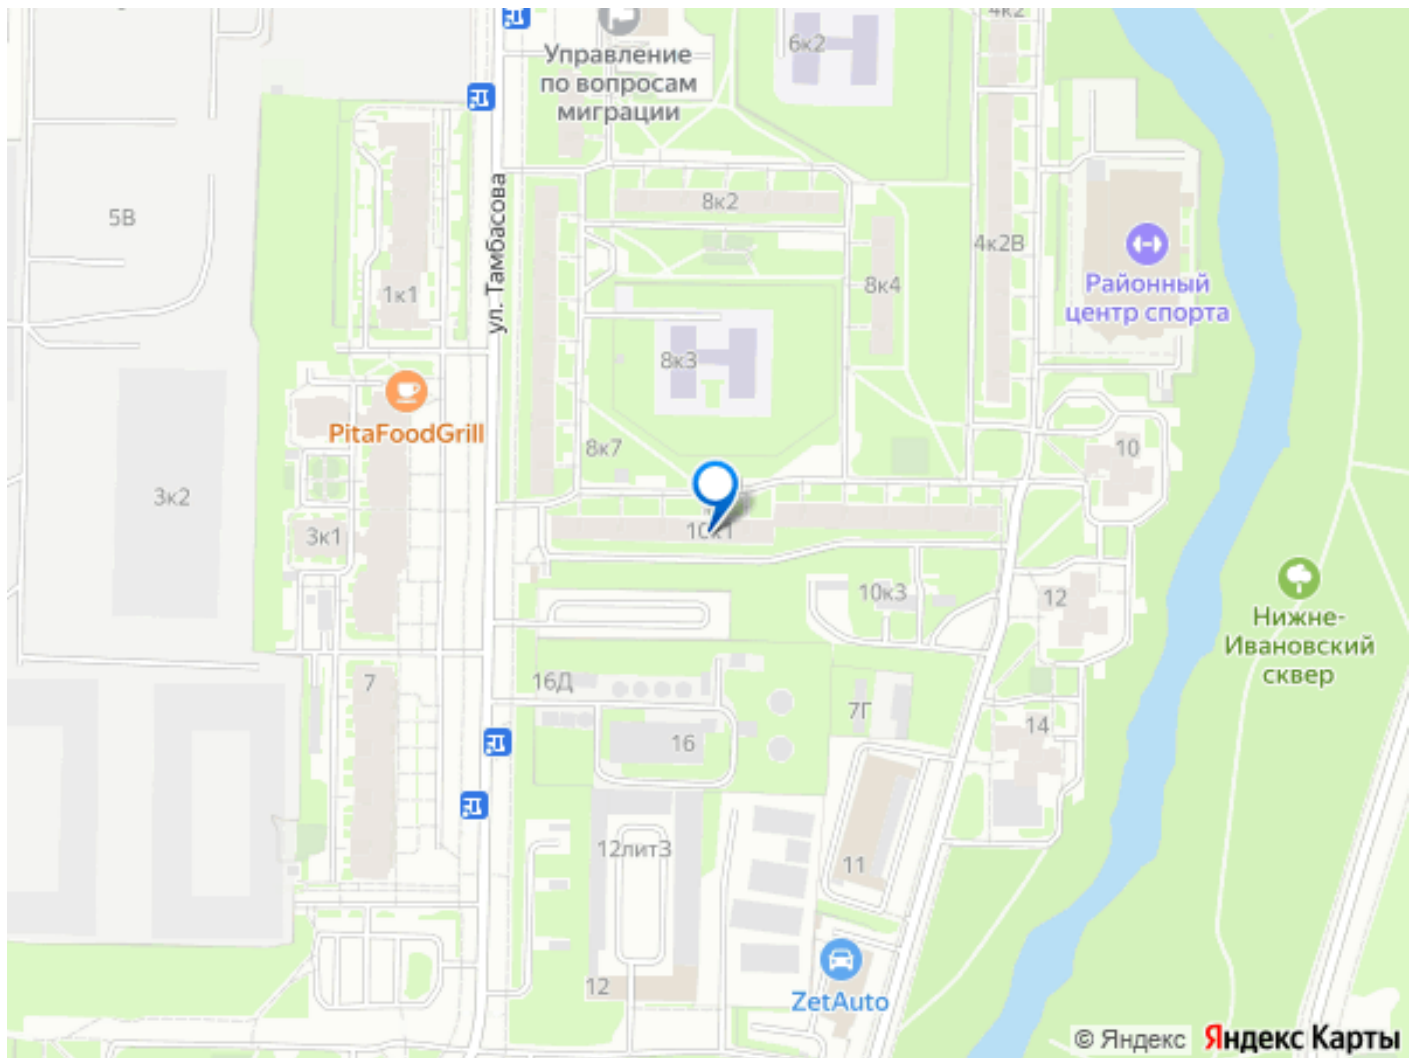 4к2
6к2
Управление
по вопросам
миграции
ул. Тамбасова
5В
8к2
4к2В
8к4
Районный
центр спорта
1к1
8к3
PitaFoodGrill
8к7
10
3к2
3к1
10к1
10к3
12
Нижне-
Ивановский
сквер
7
16Д
7Г
16
14
12лит3
11
12
ZetAuto
© Яндекс Яндекс Карты